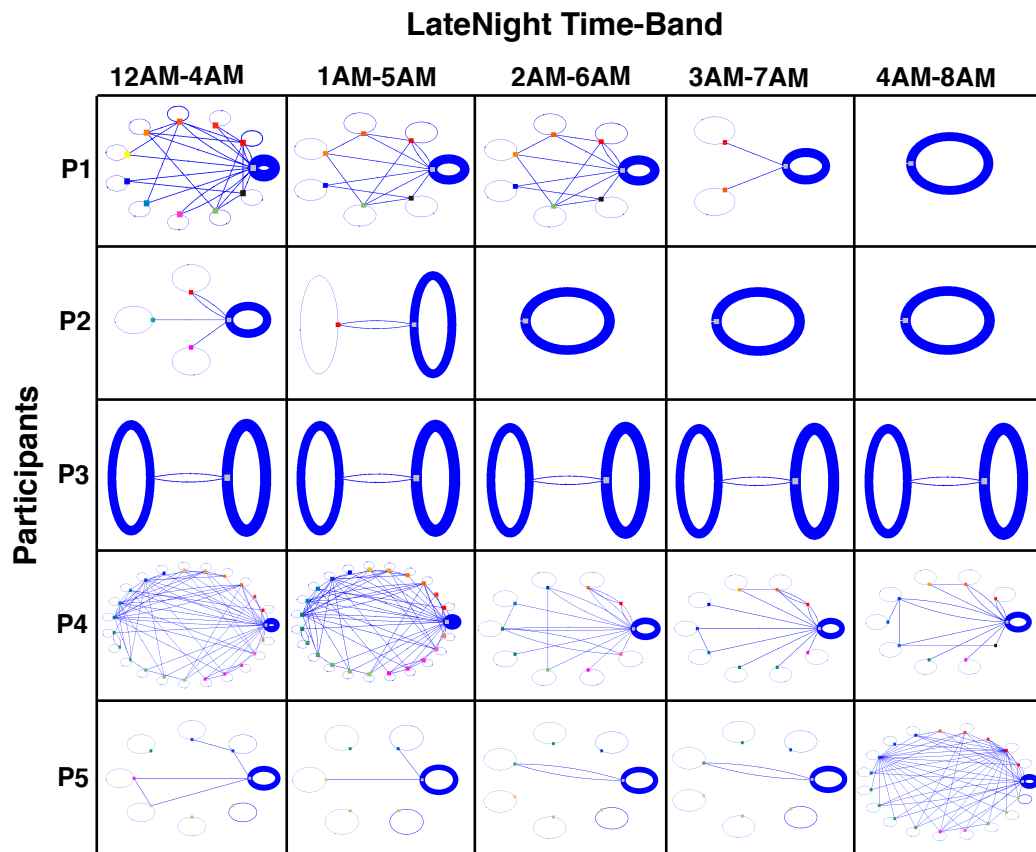 LateNight Time-Band
12AM-4AM 1AM-5AM 2AM-6AM 3AM-7AM 4AM-8AM
Participants
P1
P2
P3
P4
P5